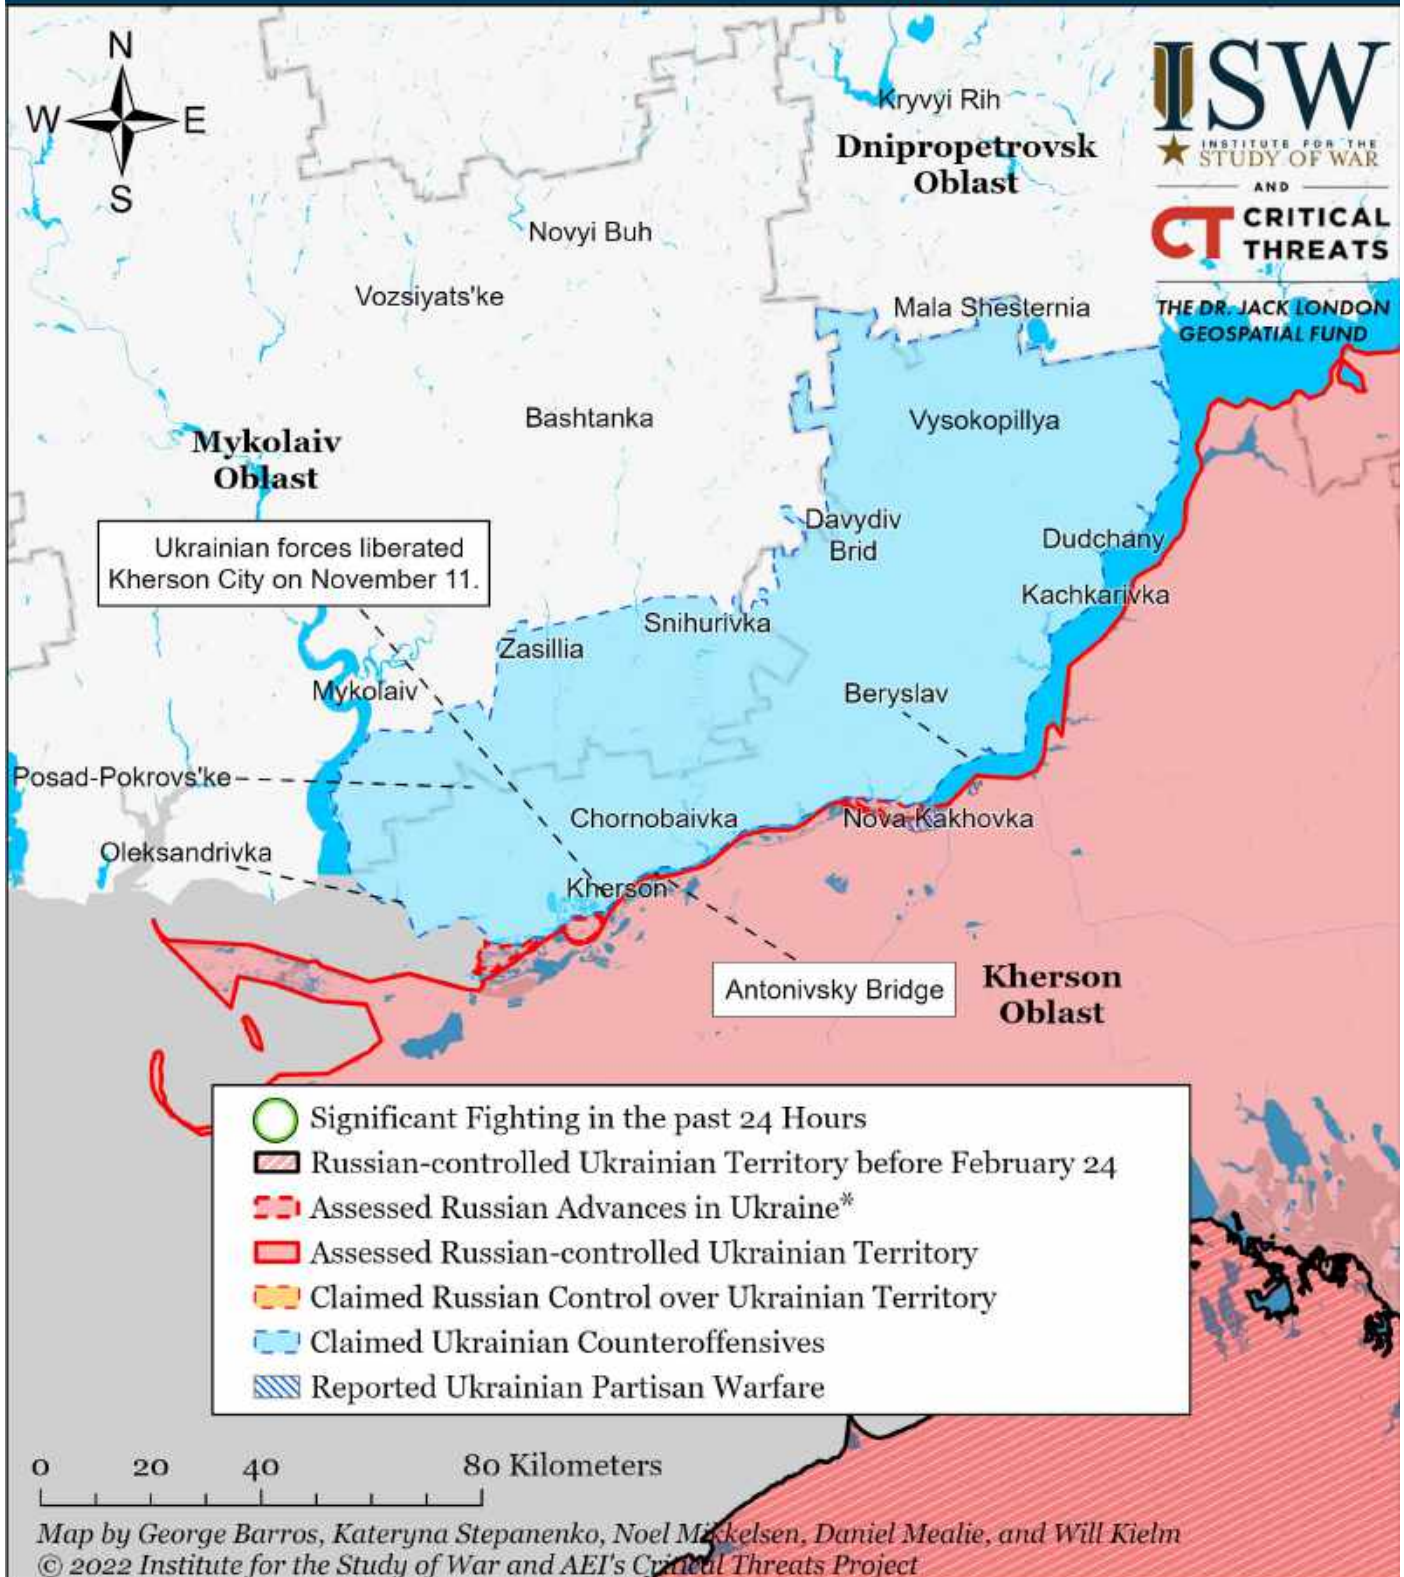 N
W E
S
ISW
INSTITUTE FOR THE
STUDY OF WAR
AND
CT CRITICAL
THREATS
THE DR. JACK LONDON
GEOSPATIAL FUND
Kryvyi Rih
Dnipropetrovsk
Oblast
Novyi Buh
Vozsiyats'ke
Mala Shesternia
Bashtanka
Vysokopillya
Mykolaiv
Oblast
Davydiv
Brid
Dudchany
Ukrainian forces liberated
Kherson City on November 11.
Kachkarivka
Snihurivka
Zasillia
Mykolaiv
Beryslav
Posad-Pokrovs'ke
Chornobaivka
Nova Kakhovka
Oleksandrivka
Kherson
Antonivsky Bridge
Kherson
Oblast
Significant Fighting in the past 24 Hours
Russian-controlled Ukrainian Territory before February 24
Assessed Russian Advances in Ukraine*
Assessed Russian-controlled Ukrainian Territory
Claimed Russian Control over Ukrainian Territory
Claimed Ukrainian Counteroffensives
Reported Ukrainian Partisan Warfare
0 20 40 80 Kilometers
Map by George Barros, Kateryna Stepanenko, Noel Mikkelsen, Daniel Mealie, and Will Kielm
© 2022 Institute for the Study of War and AEI's Critical Threats Project